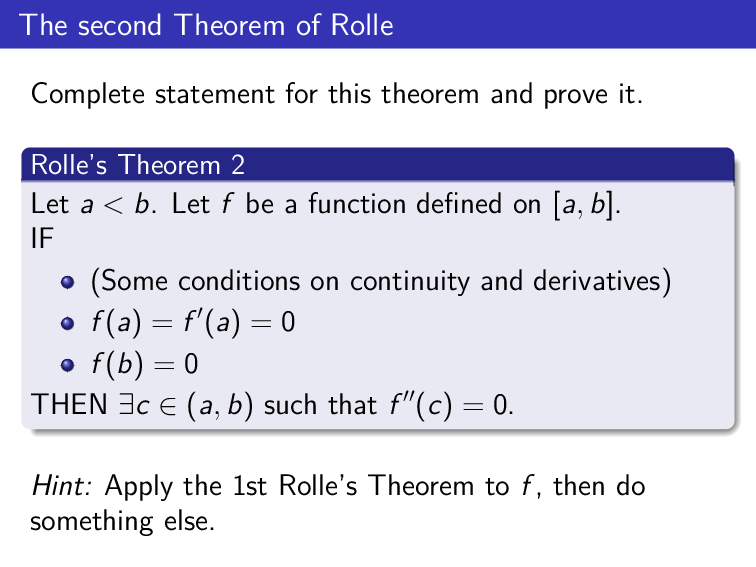 The second Theorem of Rolle
Complete statement for this theorem and prove it.
Rolle's Theorem 2
Let a < b. Let f be a function defined on [a, b].
IF
(Some conditions on continuity and derivatives)
f(a) = f′(a) = 0
f(b) = 0
THEN ∃c ∈ (a, b) such that f″(c) = 0.
Hint: Apply the 1st Rolle's Theorem to f, then do
something else.